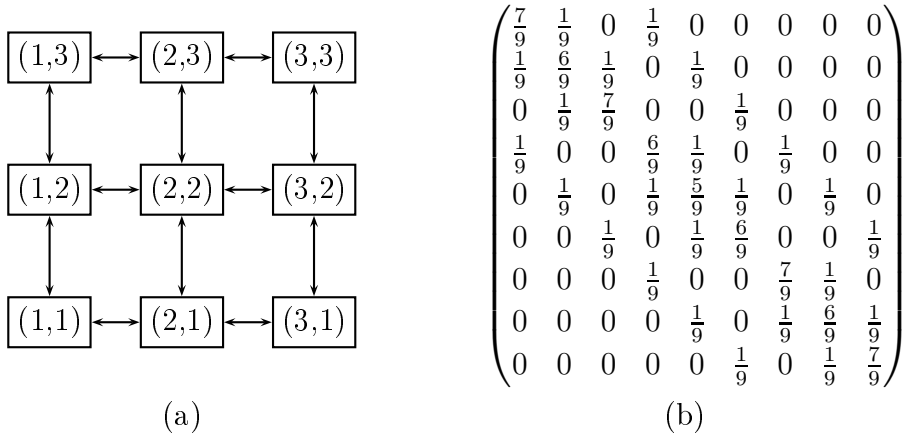 (1,3) (2,3) (3,3)
(1,2) (2,2) (3,2)
(1,1) (2,1) (3,1)
(a)
7/9 1/9 0 1/9 0 0 0 0 0
1/9 6/9 1/9 0 1/9 0 0 0 0
0 1/9 7/9 0 0 1/9 0 0 0
1/9 0 0 6/9 1/9 0 1/9 0 0
0 1/9 0 1/9 5/9 1/9 0 1/9 0
0 0 1/9 0 1/9 6/9 0 0 1/9
0 0 0 1/9 0 0 7/9 1/9 0
0 0 0 0 1/9 0 1/9 6/9 1/9
0 0 0 0 0 1/9 0 1/9 7/9
(b)